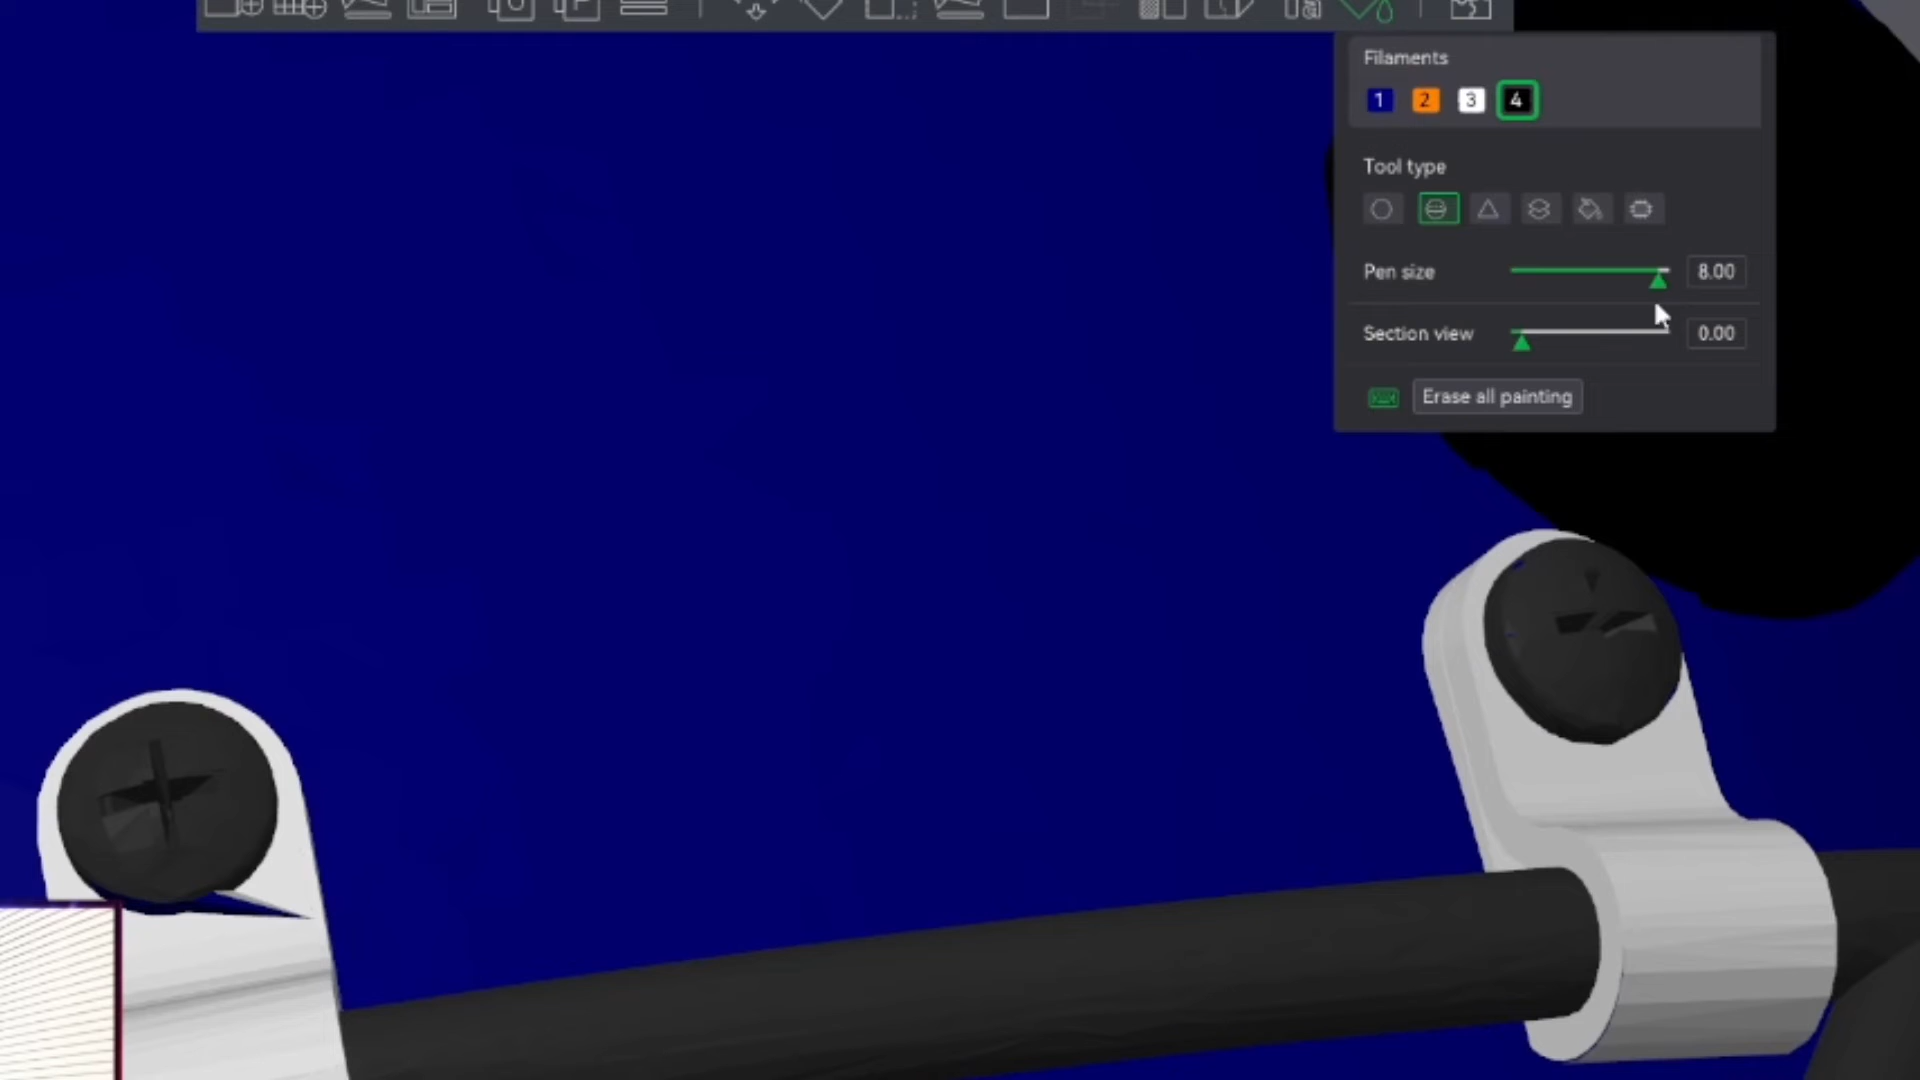 Filaments
1 2 3 4
Tool type
Pen size 8.00
Section view 0.00
Erase all painting